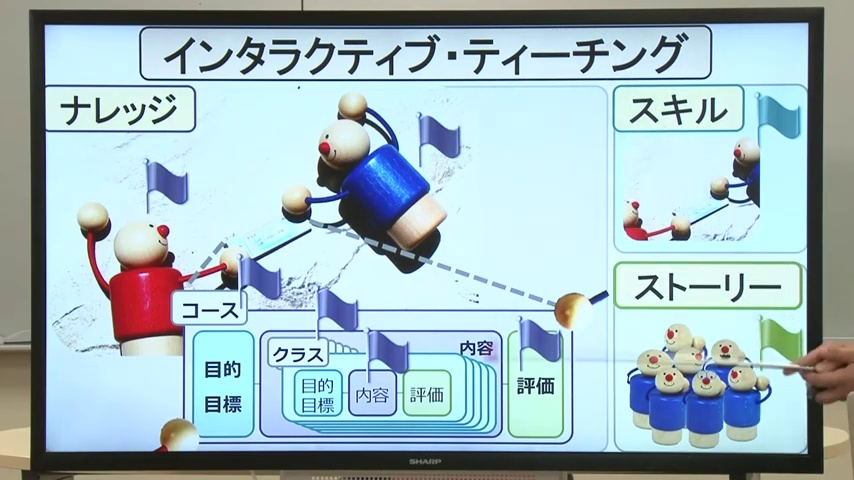 インタラクティブ・ティーチング
ナレッジ
スキル
ストーリー
コース
目的
目標
クラス
内容
目的
目標
内容
評価
評価
SHARP